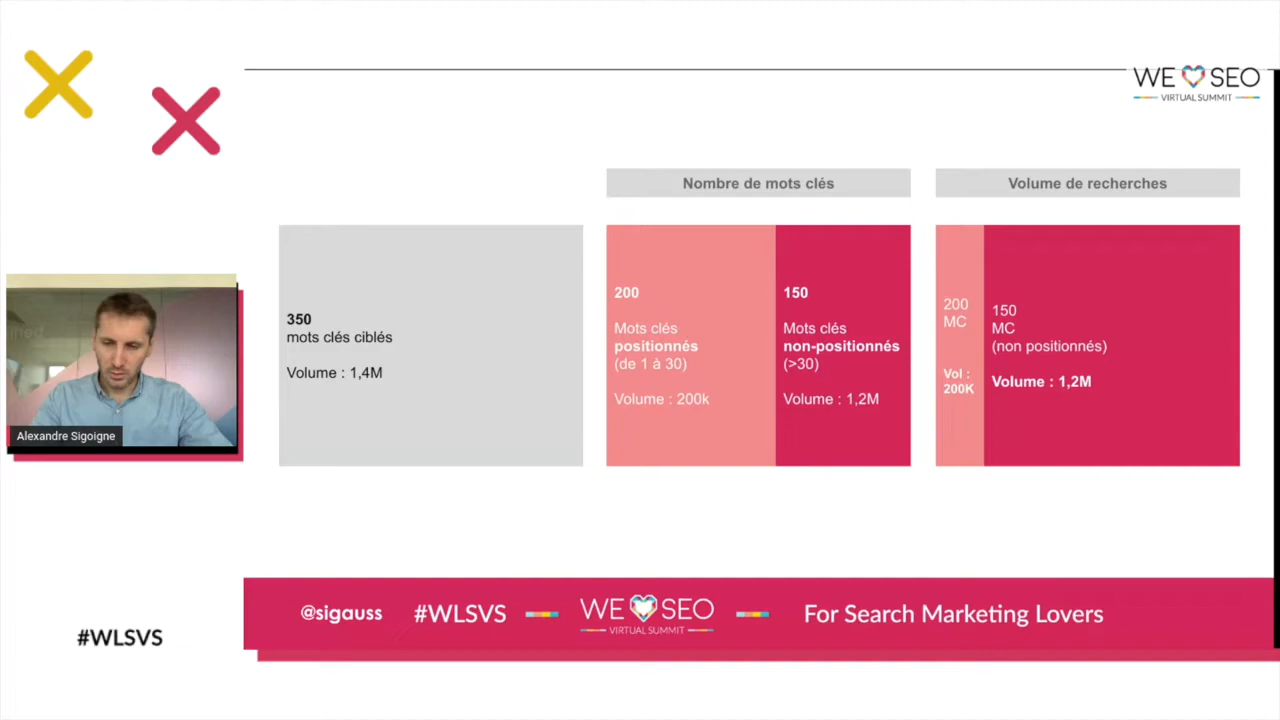 WE SEO
VIRTUAL SUMMIT
Nombre de mots clés
Volume de recherches
350
mots clés ciblés
Volume : 1,4M
200
Mots clés
positionnés
(de 1 à 30)
Volume : 200k
150
Mots clés
non-positionnés
(>30)
Volume : 1,2M
200
MC
Vol :
200K
150
MC
(non positionnés)
Volume : 1,2M
Alexandre Sigoigne
@sigauss
#WLSVS
WE SEO
VIRTUAL SUMMIT
For Search Marketing Lovers
#WLSVS